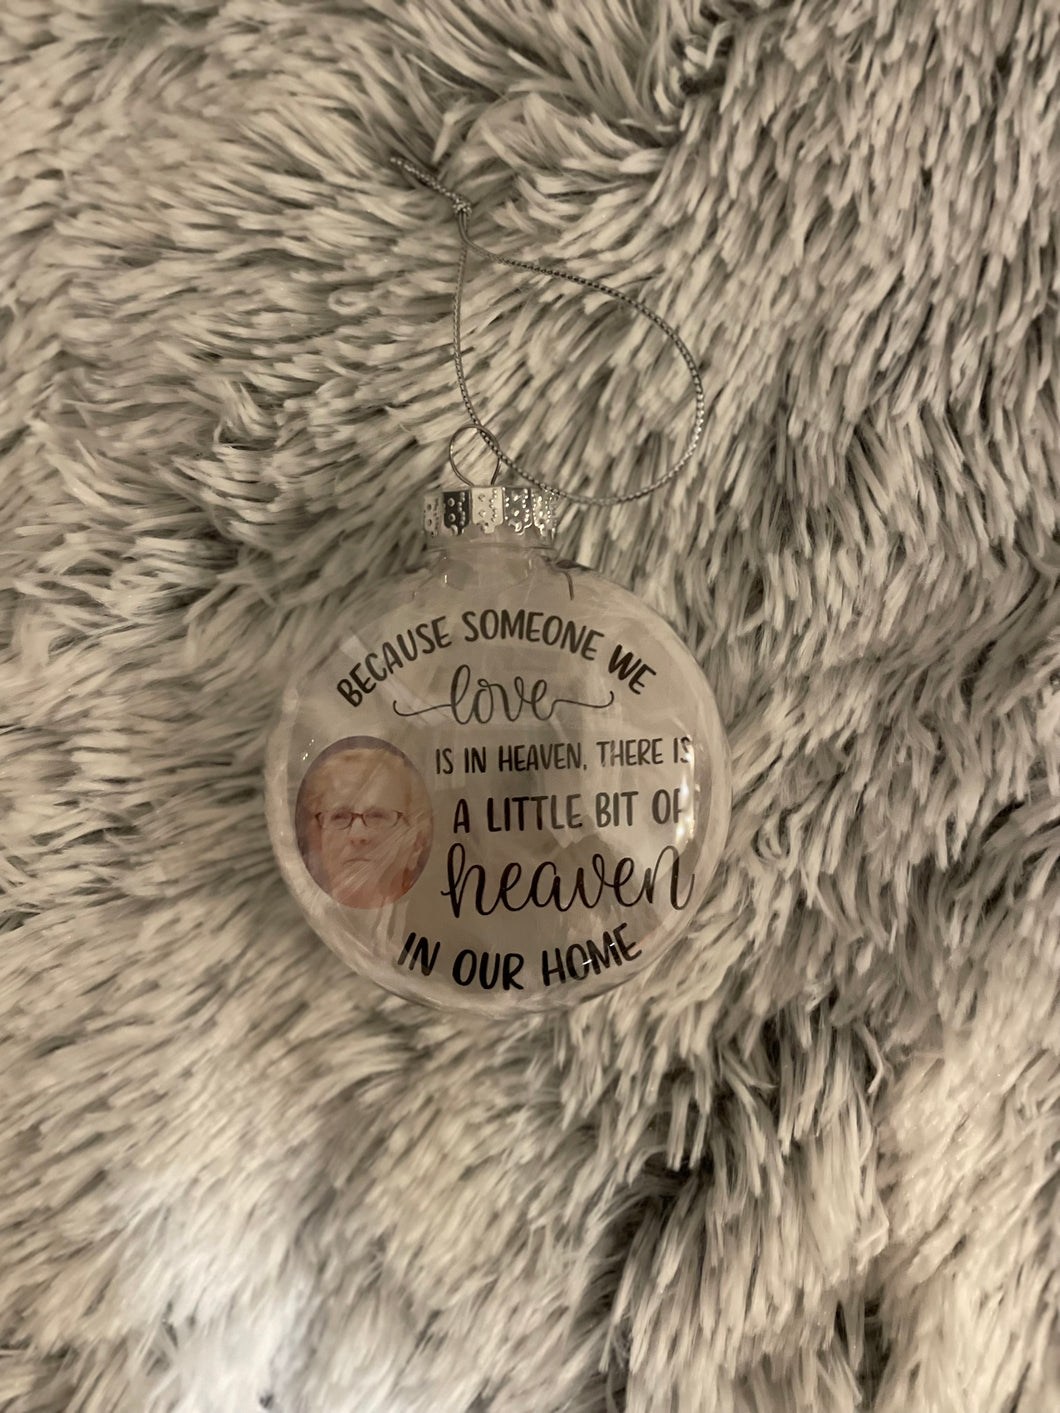 BECAUSE SOMEONE WE
love
IS IN HEAVEN, THERE IS
A LITTLE BIT OF
heaven
IN OUR HOME